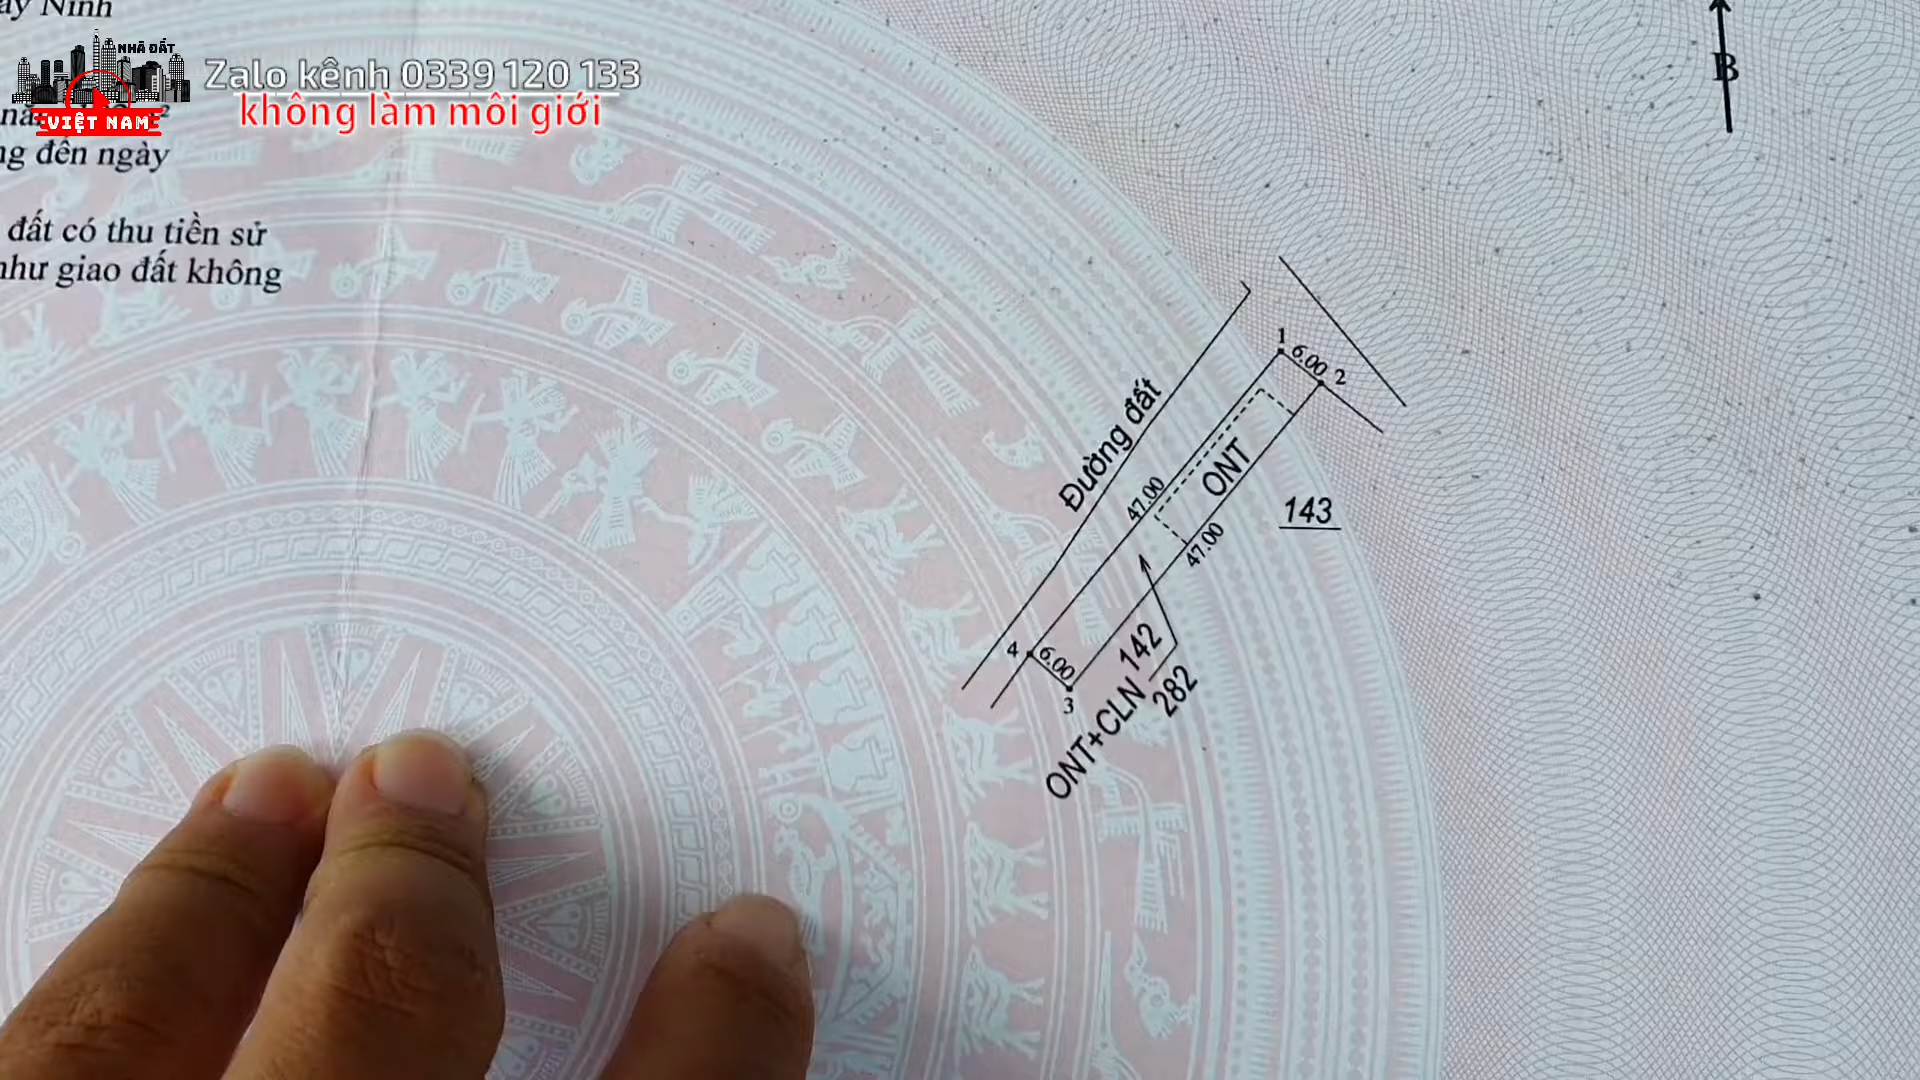 ây Ninh
NHÀ ĐẤT
VIỆT NAM
Zalo kênh 0339 120 133
không làm môi giới
ng đến ngày
đất có thu tiền sử
như giao đất không
B
Đường đất
1
6.00
2
47.00
ONT
143
47.00
4
6.00
3
ONT+CLN 142
282